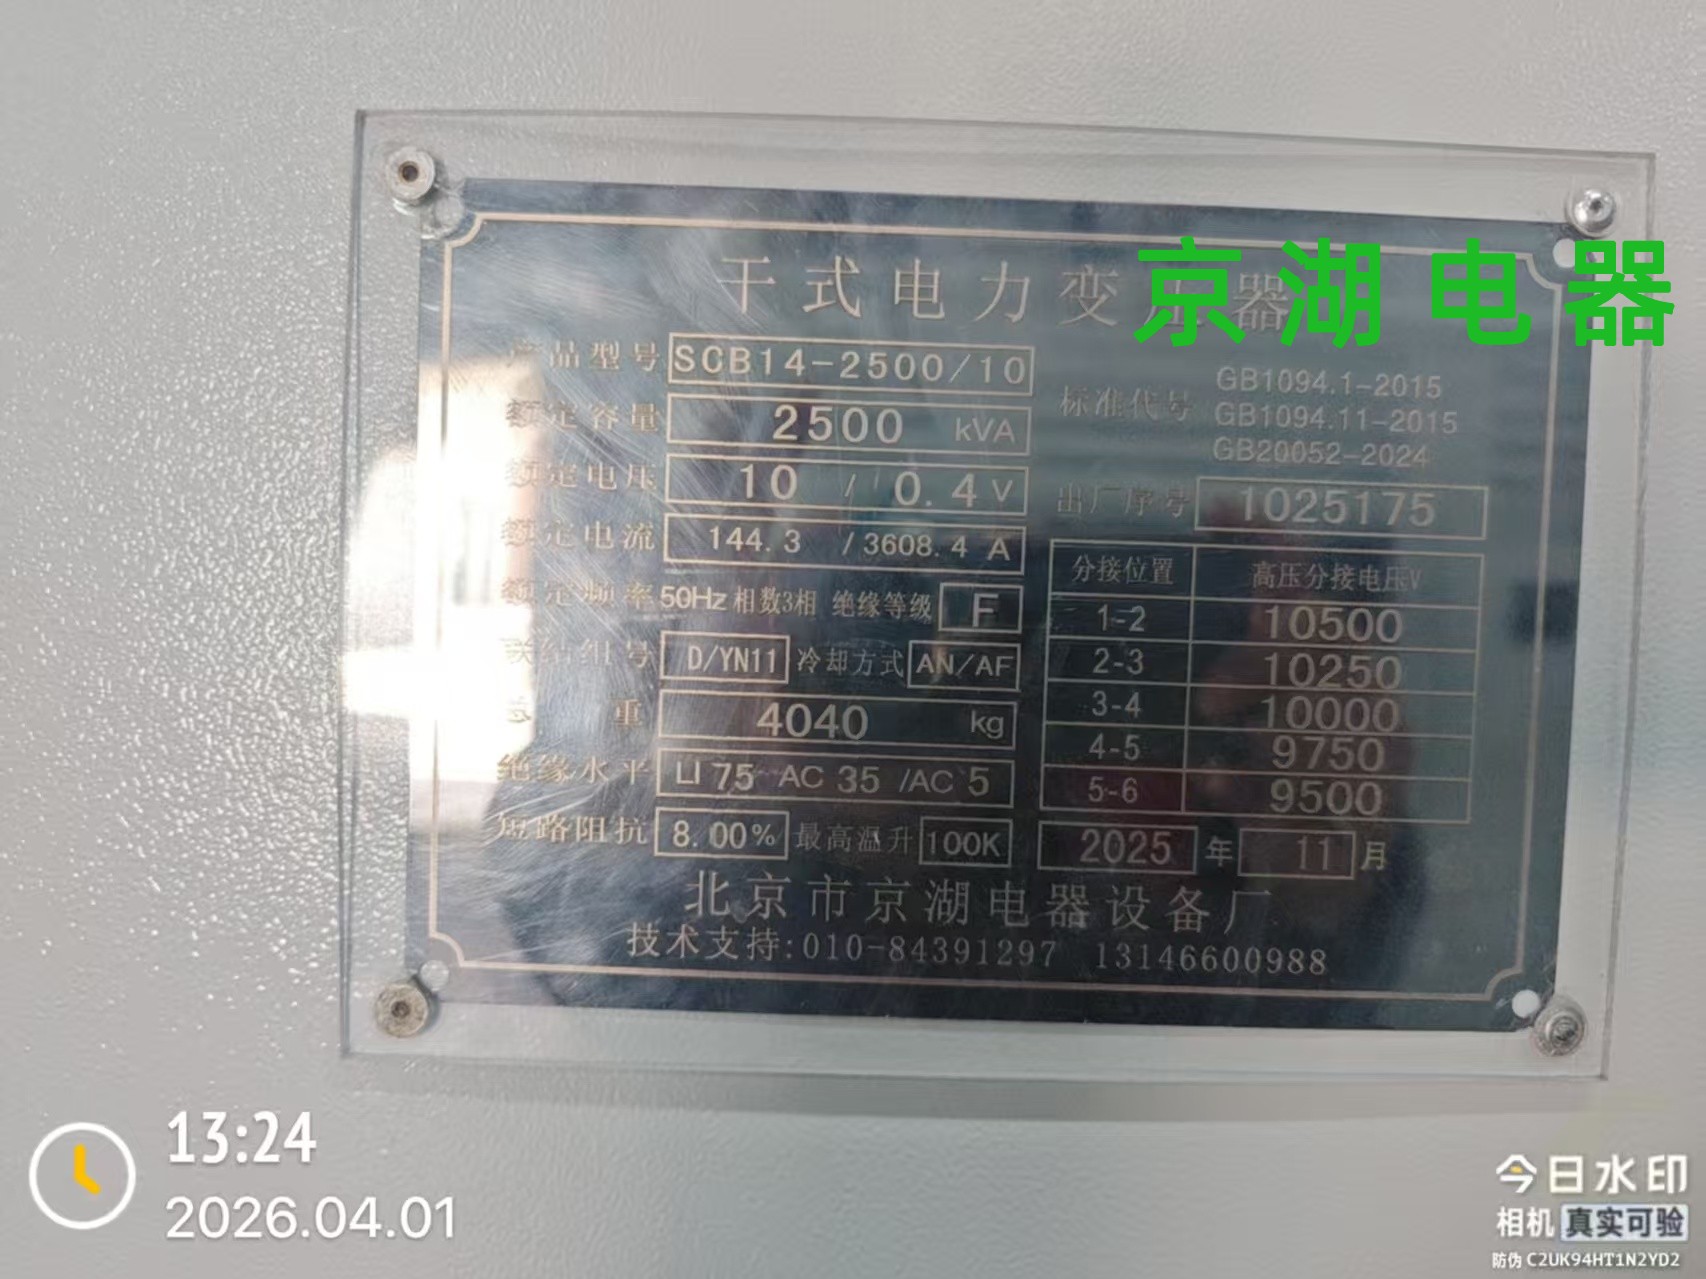 干式电力变压器
京湖电器
产品型号 SCB14-2500/10
额定容量 2500 kVA
额定电压 10 / 0.4 V
额定电流 144.3 / 3608.4 A
额定频率 50Hz 相数3相 绝缘等级 F
联结组号 D/YN11 冷却方式 AN/AF
总重 4040 kg
绝缘水平 LI 75 AC 35 /AC 5
短路阻抗 8.00% 最高温升 100K
标准代号 GB1094.1-2015
GB1094.11-2015
GB20052-2024
出厂序号 1025175
分接位置 高压分接电压V
1-2 10500
2-3 10250
3-4 10000
4-5 9750
5-6 9500
2025 年 11 月
北京市京湖电器设备厂
技术支持:010-84391297 13146600988
13:24
2026.04.01
今日水印
相机 真实可验
防伪 C2UK94HT1N2YD2